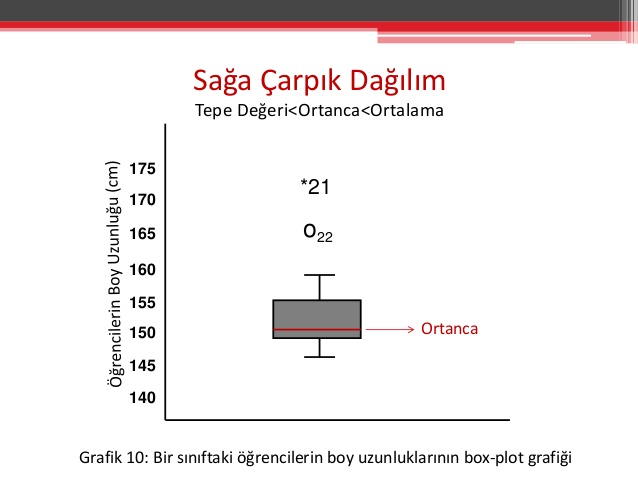 Sağa Çarpık Dağılım
Tepe Değeri<Ortanca<Ortalama
Öğrencilerin Boy Uzunluğu (cm)
175
170
165
160
155
150
145
140
*21
O22
Ortanca
Grafik 10: Bir sınıftaki öğrencilerin boy uzunluklarının box-plot grafiği